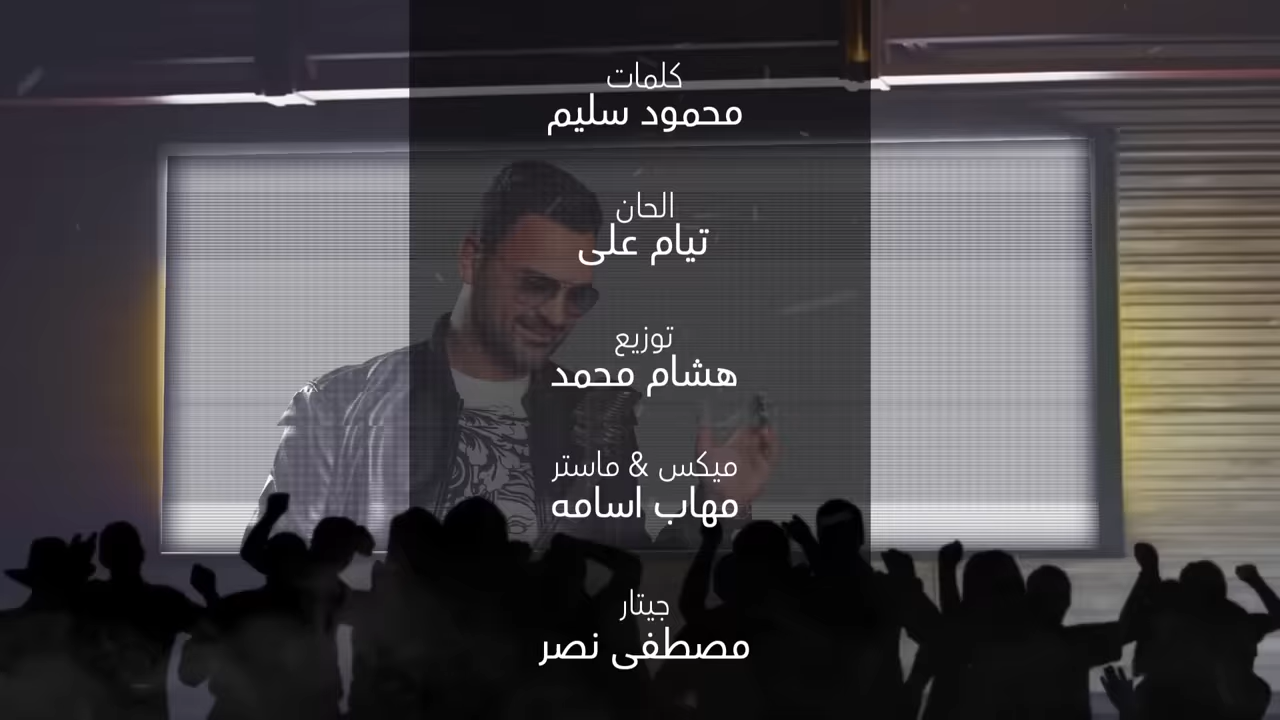 كلمات
محمود سليم
الحان
تيام على
توزيع
هشام محمد
ميكس & ماستر
مهاب اسامه
جيتار
مصطفى نصر